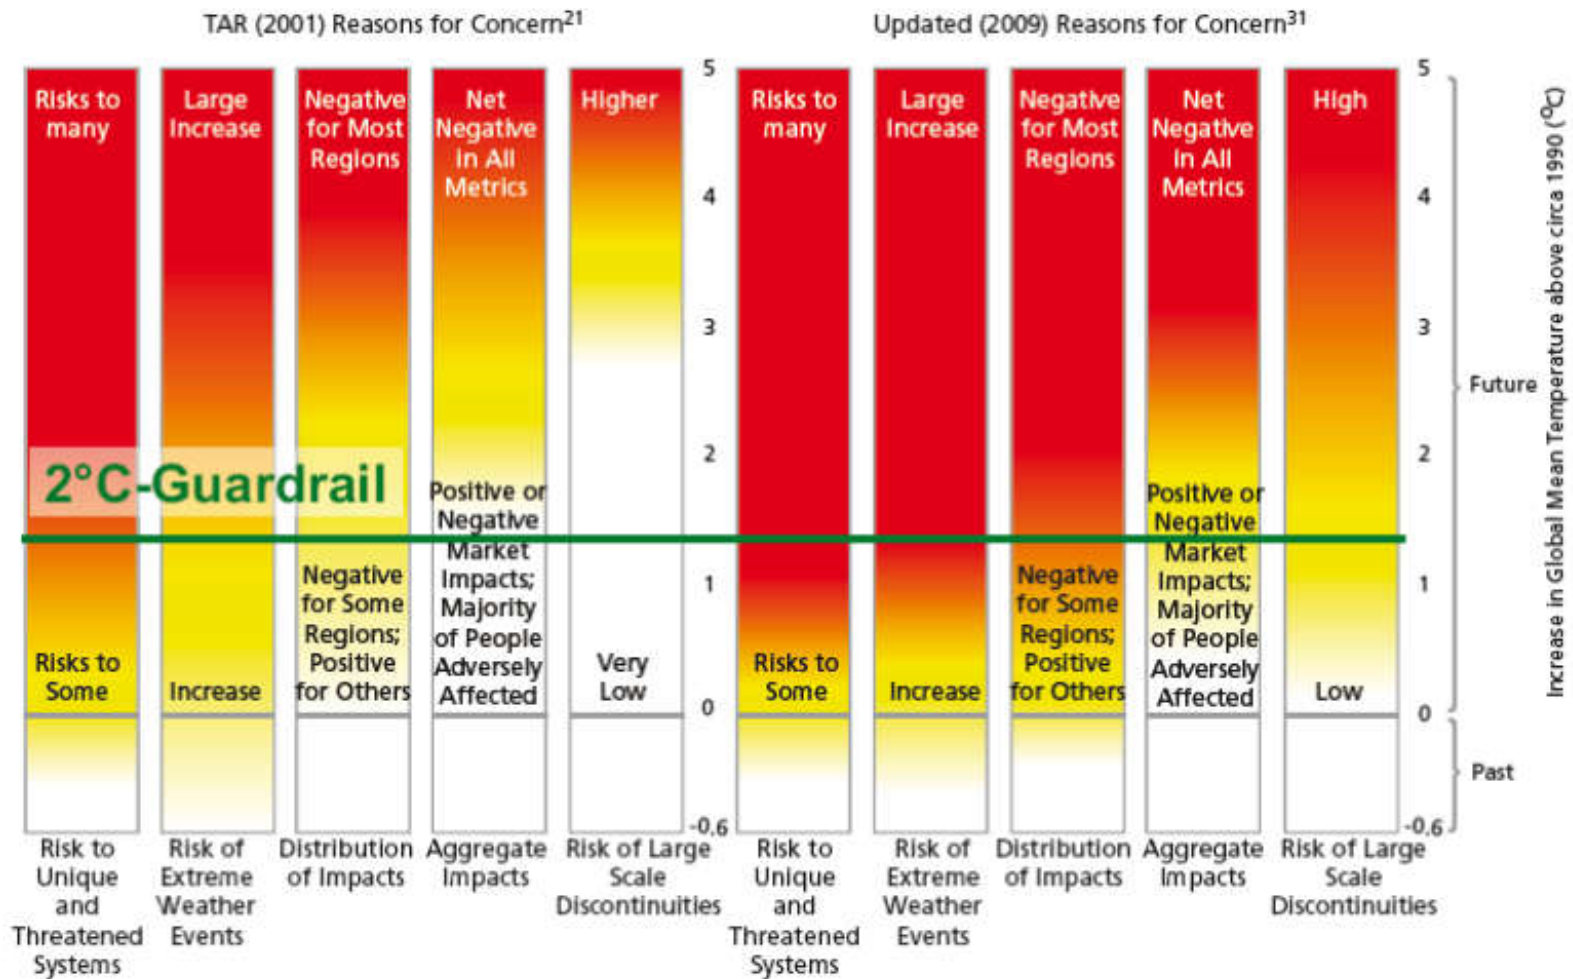 TAR (2001) Reasons for Concern21
Updated (2009) Reasons for Concern31
Risks to
many
Large
Increase
Negative
for Most
Regions
Net
Negative
in All
Metrics
Higher
5
4
3
2
1
0
-0.6
Risks to
many
Large
Increase
Negative
for Most
Regions
Net
Negative
in All
Metrics
High
5
4
3
2
1
0
-0.6
2°C-Guardrail
Risks to
Some
Increase
Negative
for Some
Regions;
Positive
for Others
Positive or
Negative
Market
Impacts;
Majority
of People
Adversely
Affected
Very
Low
Risks to
Some
Increase
Negative
for Some
Regions;
Positive
for Others
Positive or
Negative
Market
Impacts;
Majority
of People
Adversely
Affected
Low
Future
Past
Increase in Global Mean Temperature above circa 1990 (°C)
Risk to
Unique
and
Threatened
Systems
Risk of
Extreme
Weather
Events
Distribution
of Impacts
Aggregate
Impacts
Risk of Large
Scale
Discontinuities
Risk to
Unique
and
Threatened
Systems
Risk of
Extreme
Weather
Events
Distribution
of Impacts
Aggregate
Impacts
Risk of Large
Scale
Discontinuities